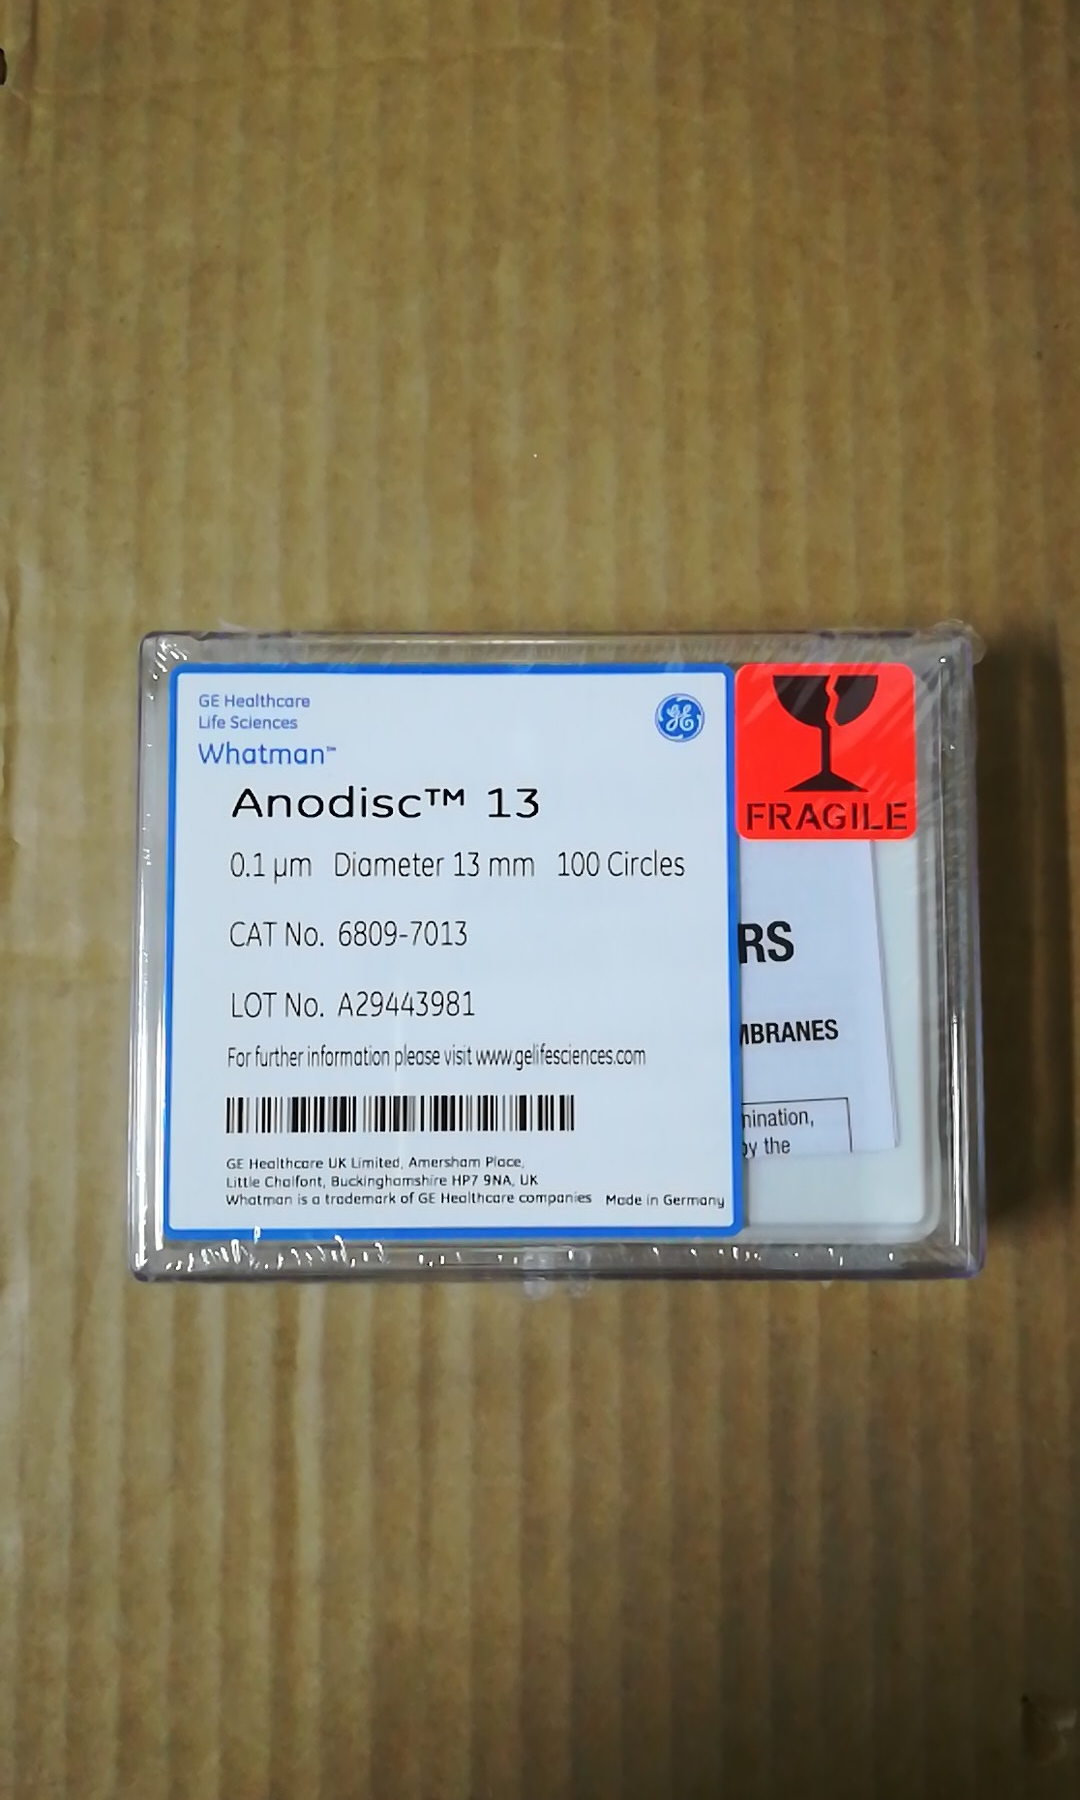 GE Healthcare
Life Sciences
Whatman™
GE
Anodisc™ 13
0.1 µm Diameter 13 mm 100 Circles
CAT No. 6809-7013
LOT No. A29443981
For further information please visit www.gelifesciences.com
GE Healthcare UK Limited, Amersham Place,
Little Chalfont, Buckinghamshire HP7 9NA, UK
Whatman is a trademark of GE Healthcare companies Made in Germany
FRAGILE
RS
MBRANES
nination,
by the